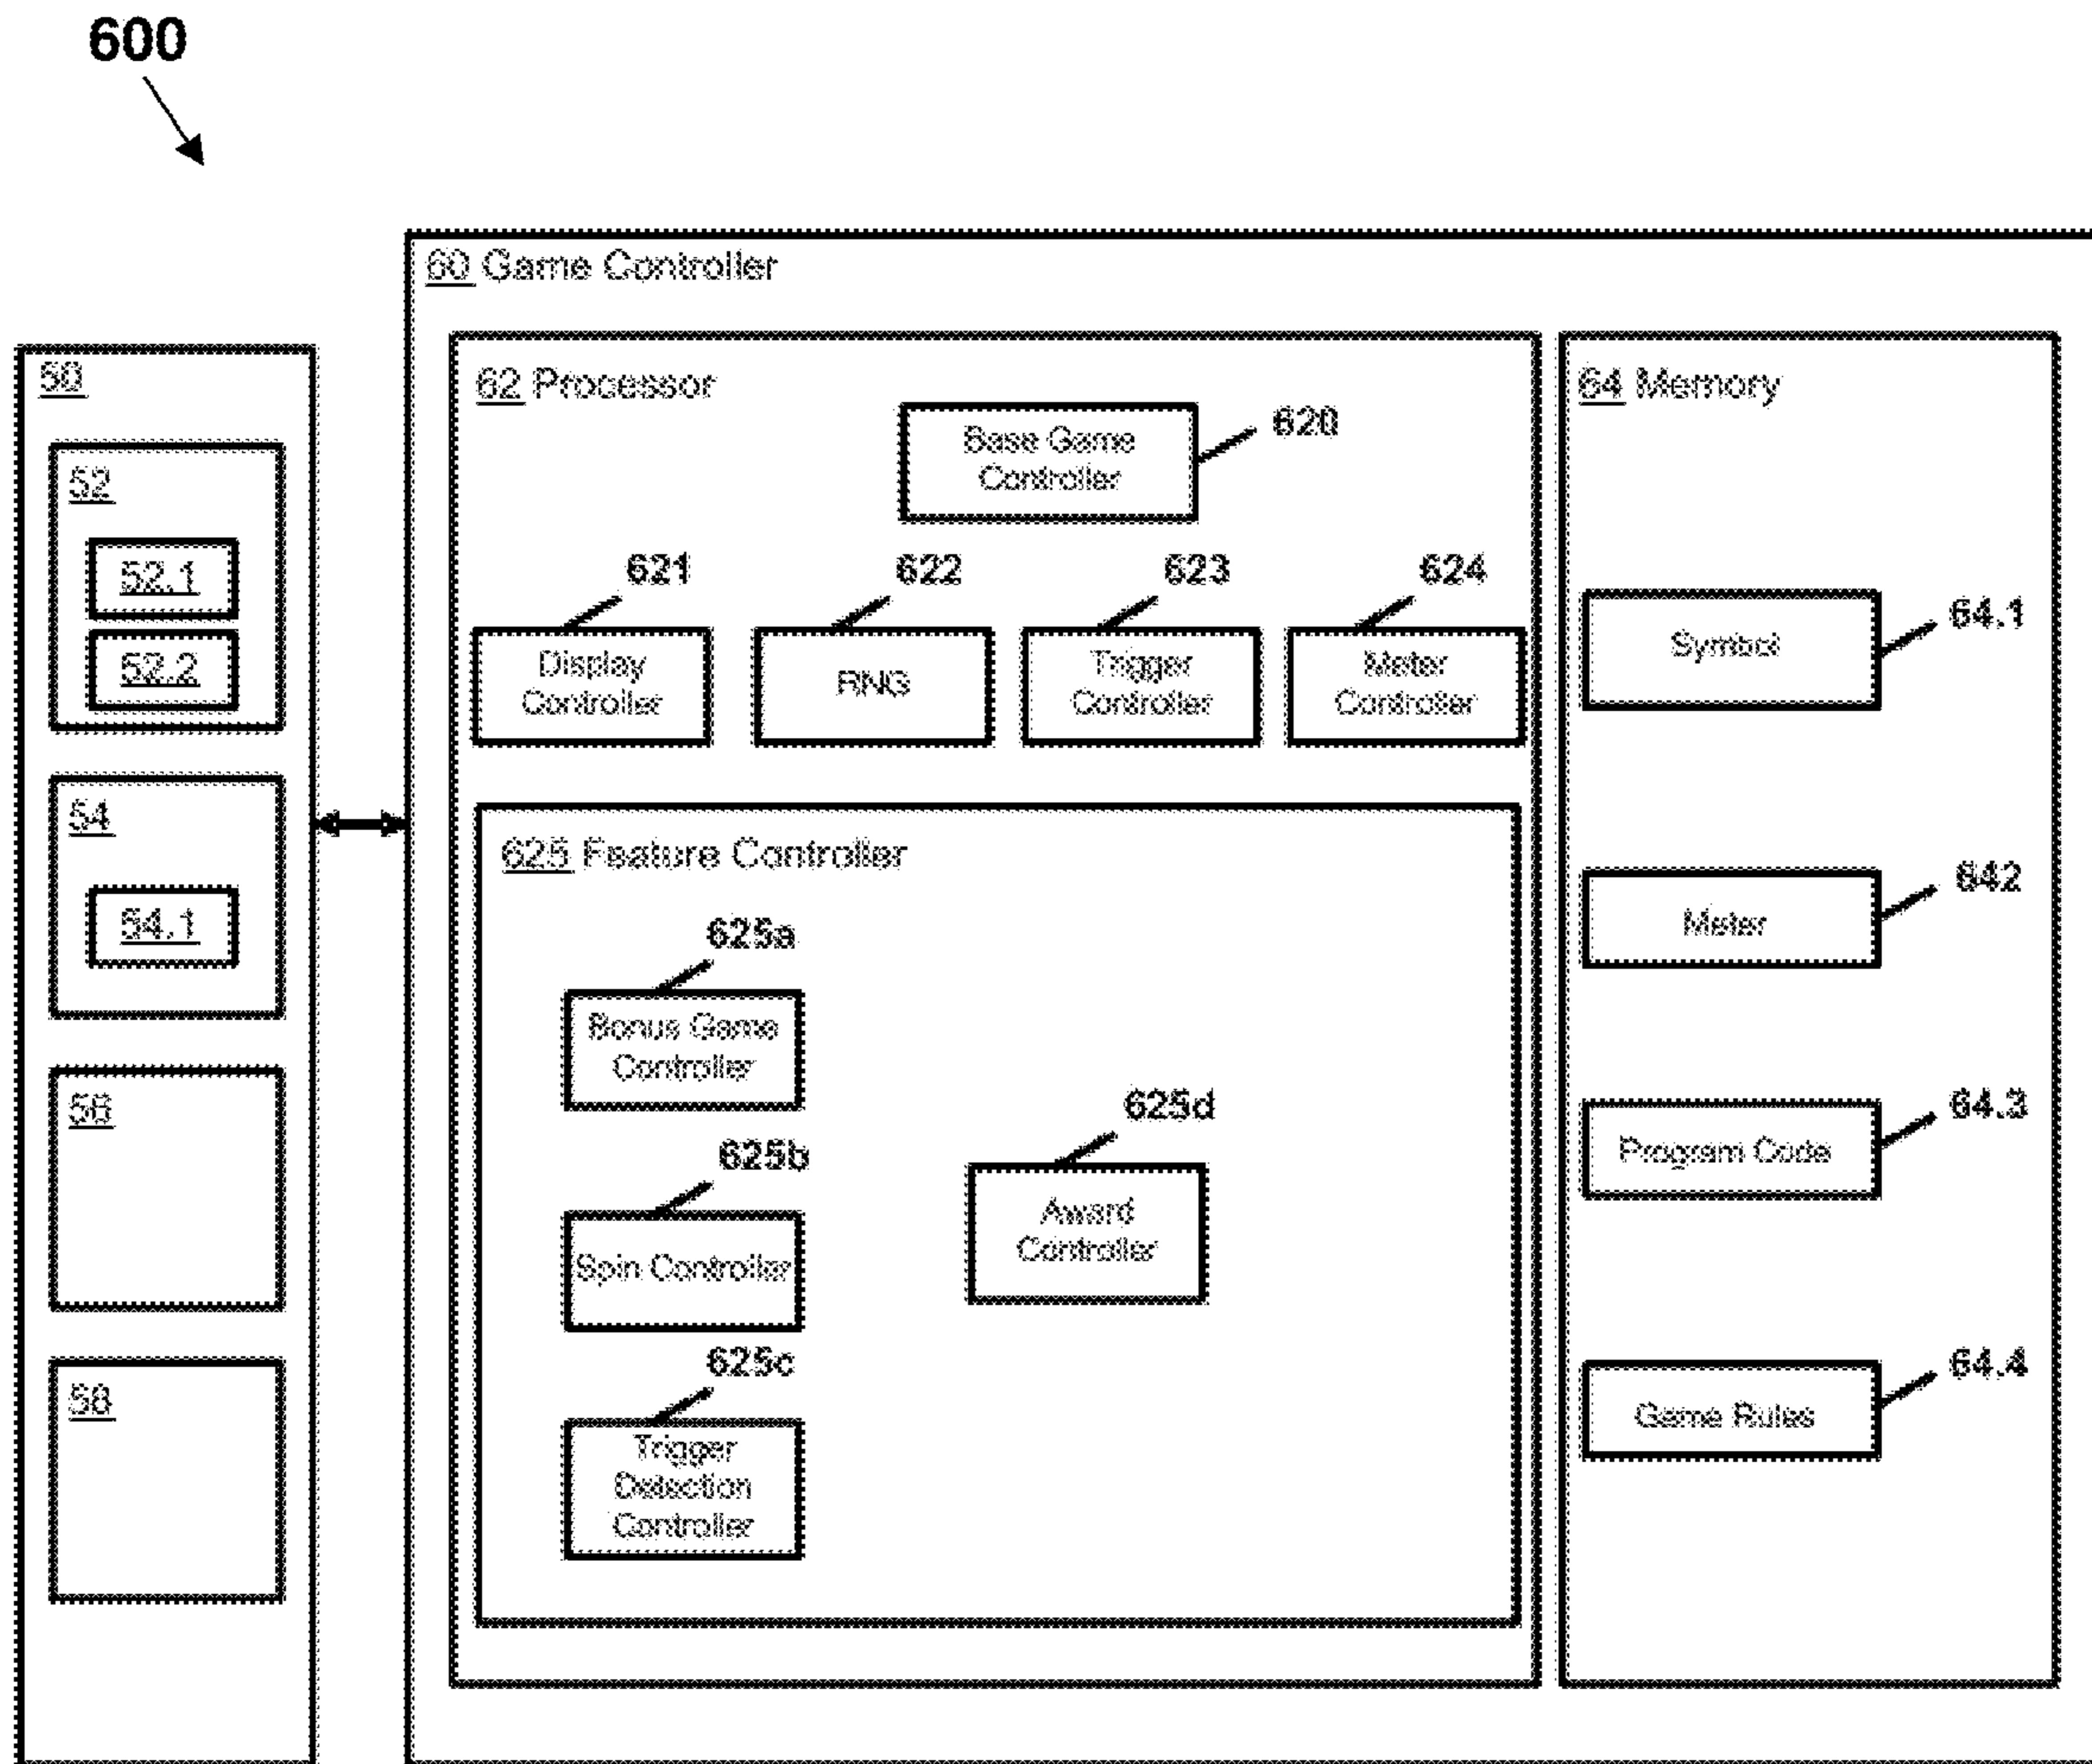 600
60 Game Controller
50
52
52.1
52.2
54
54.1
56
58
62 Processor
Base Game
Controller
620
621
622
623
624
Display
Controller
RNG
Trigger
Controller
Meter
Controller
625 Feature Controller
625a
Bonus Game
Controller
625b
Spin Controller
625c
Trigger
Detection
Controller
625d
Award
Controller
64 Memory
Symbol
64.1
Meter
642
Program Code
64.3
Game Rules
64.4